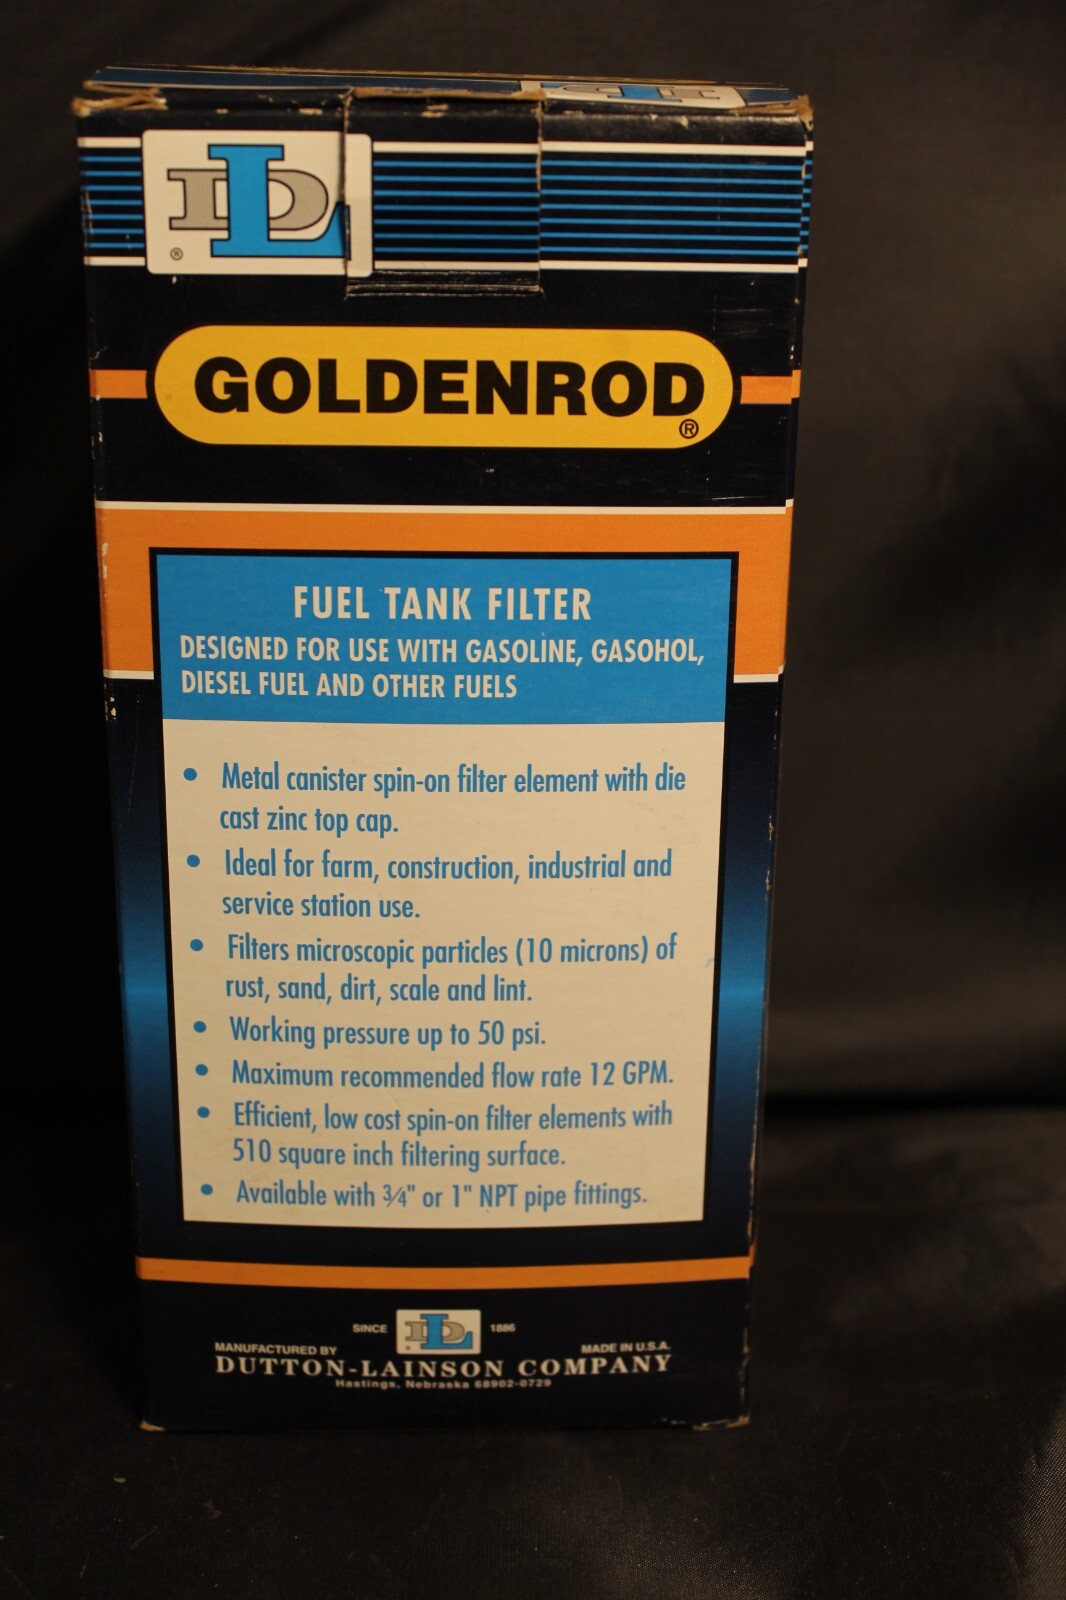 DL
®
GOLDENROD
®
FUEL TANK FILTER
DESIGNED FOR USE WITH GASOLINE, GASOHOL,
DIESEL FUEL AND OTHER FUELS
• Metal canister spin-on filter element with die
cast zinc top cap.
• Ideal for farm, construction, industrial and
service station use.
• Filters microscopic particles (10 microns) of
rust, sand, dirt, scale and lint.
• Working pressure up to 50 psi.
• Maximum recommended flow rate 12 GPM.
• Efficient, low cost spin-on filter elements with
510 square inch filtering surface.
• Available with 3/4" or 1" NPT pipe fittings.
SINCE DL 1886
MANUFACTURED BY MADE IN U.S.A.
DUTTON-LAINSON COMPANY
Hastings, Nebraska 68902-0729